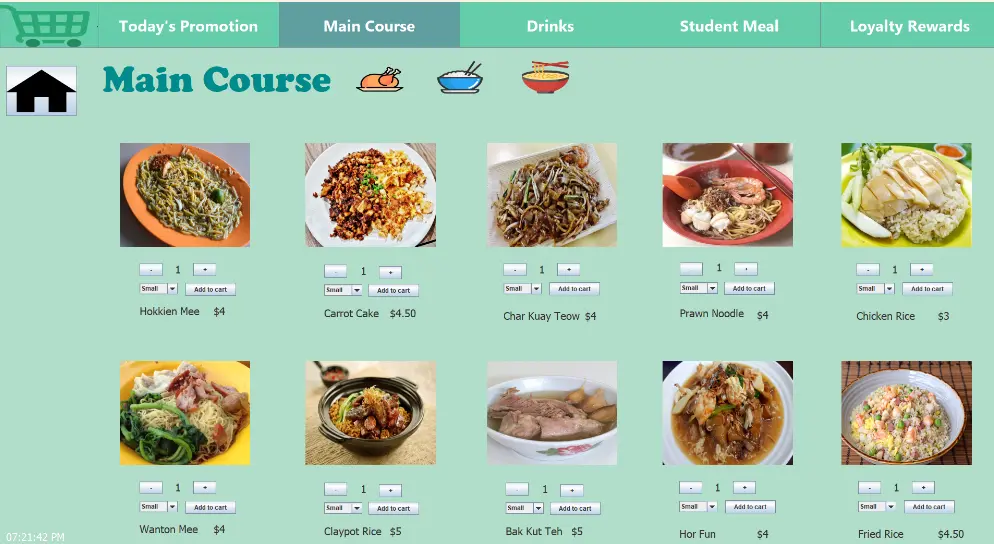 Today's Promotion Main Course Drinks Student Meal Loyalty Rewards
Main Course
- 1 + - 1 + - 1 + 1 + - 1 +
Small Add to cart Small Add to cart Small Add to cart Small Add to cart Small Add to cart
Hokkien Mee $4 Carrot Cake $4.50 Char Kuay Teow $4 Prawn Noodle $4 Chicken Rice $3
- 1 + - 1 + - 1 + - 1 + - 1 +
Small Add to cart Small Add to cart Small Add to cart Small Add to cart Small Add to cart
Wanton Mee $4 Claypot Rice $5 Bak Kut Teh $5 Hor Fun $4 Fried Rice $4.50
07:21:42 PM